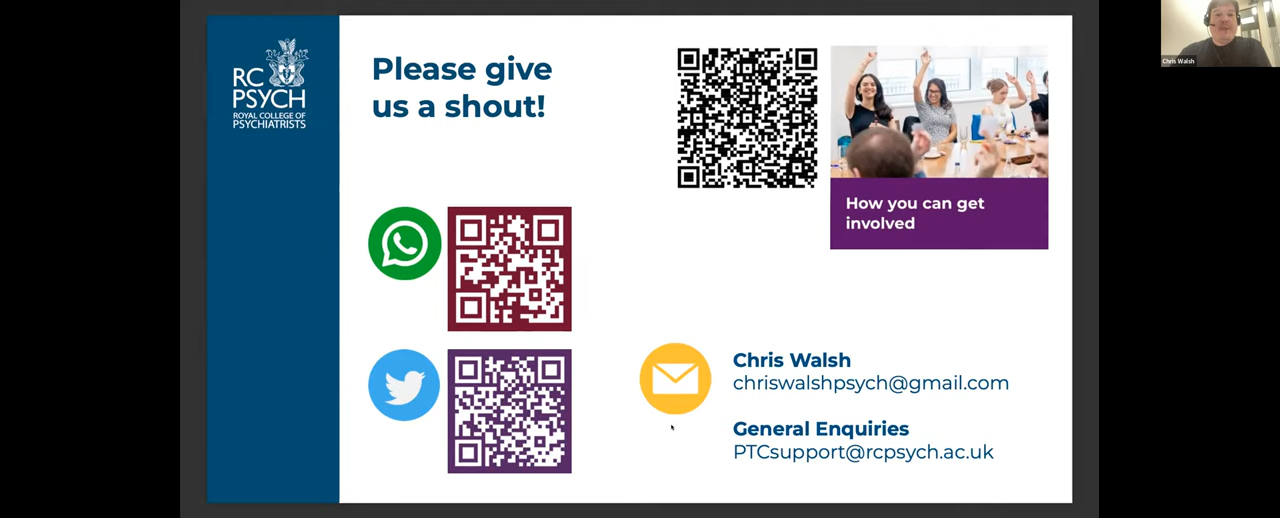 RC
PSYCH
ROYAL COLLEGE OF
PSYCHIATRISTS
Please give
us a shout!
How you can get
involved
Chris Walsh
chriswalshpsych@gmail.com
General Enquiries
PTCsupport@rcpsych.ac.uk
Chris Walsh